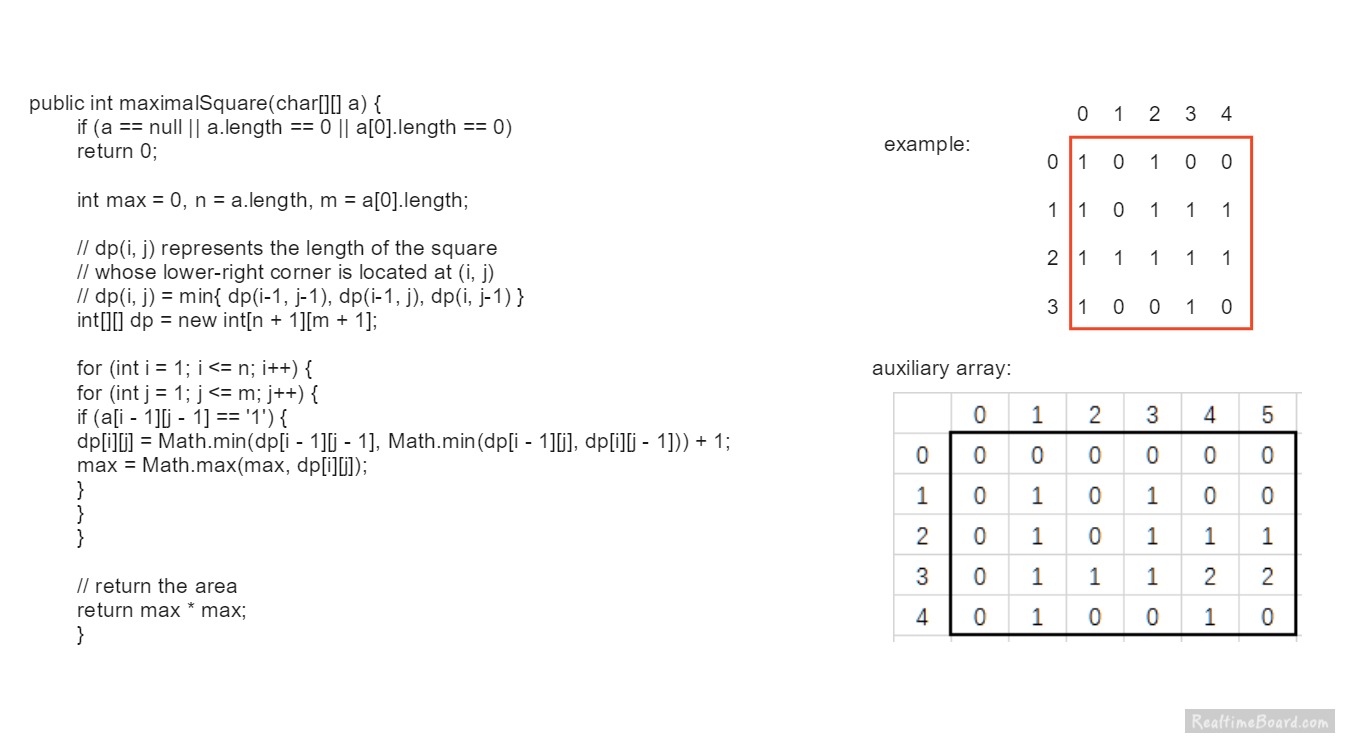 public int maximalSquare(char[][] a) {
if (a == null || a.length == 0 || a[0].length == 0)
return 0;
int max = 0, n = a.length, m = a[0].length;
// dp(i, j) represents the length of the square
// whose lower-right corner is located at (i, j)
// dp(i, j) = min{ dp(i-1, j-1), dp(i-1, j), dp(i, j-1) }
int[][] dp = new int[n + 1][m + 1];
for (int i = 1; i <= n; i++) {
for (int j = 1; j <= m; j++) {
if (a[i - 1][j - 1] == '1') {
dp[i][j] = Math.min(dp[i - 1][j - 1], Math.min(dp[i - 1][j], dp[i][j - 1])) + 1;
max = Math.max(max, dp[i][j]);
}
}
}
// return the area
return max * max;
}
example:
0 1 2 3 4
0 1 0 1 0 0
1 1 0 1 1 1
2 1 1 1 1 1
3 1 0 0 1 0
auxiliary array:
0 1 2 3 4 5
0 0 0 0 0 0 0
1 0 1 0 1 0 0
2 0 1 0 1 1 1
3 0 1 1 1 2 2
4 0 1 0 0 1 0
RealtimeBoard.com